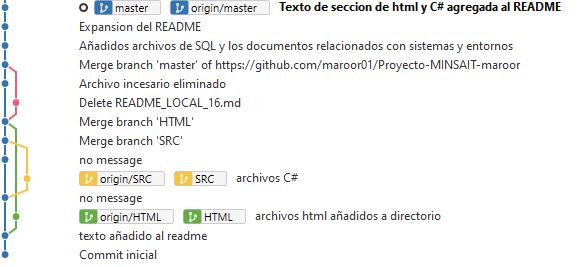 master origin/master Texto de seccion de html y C# agregada al README
Expansion del README
Añadidos archivos de SQL y los documentos relacionados con sistemas y entornos
Merge branch 'master' of https://github.com/maroor01/Proyecto-MINSAIT-maroor
Archivo incesario eliminado
Delete README_LOCAL_16.md
Merge branch 'HTML'
Merge branch 'SRC'
no message
origin/SRC SRC archivos C#
no message
origin/HTML HTML archivos html añadidos a directorio
texto añadido al readme
Commit inicial